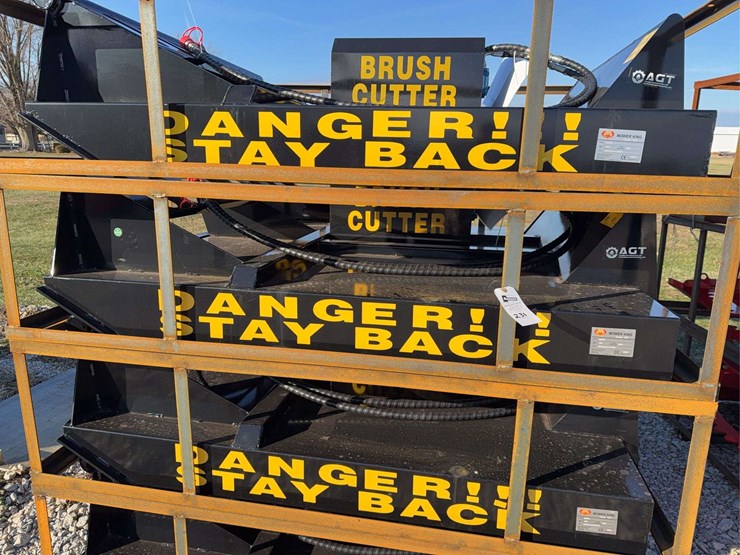 BRUSH
CUTTER
AGT
DANGER!!!
STAY BACK
CUTTER
AGT
DANGER!!!
STAY BACK
231
DANGER!!!
STAY BACK